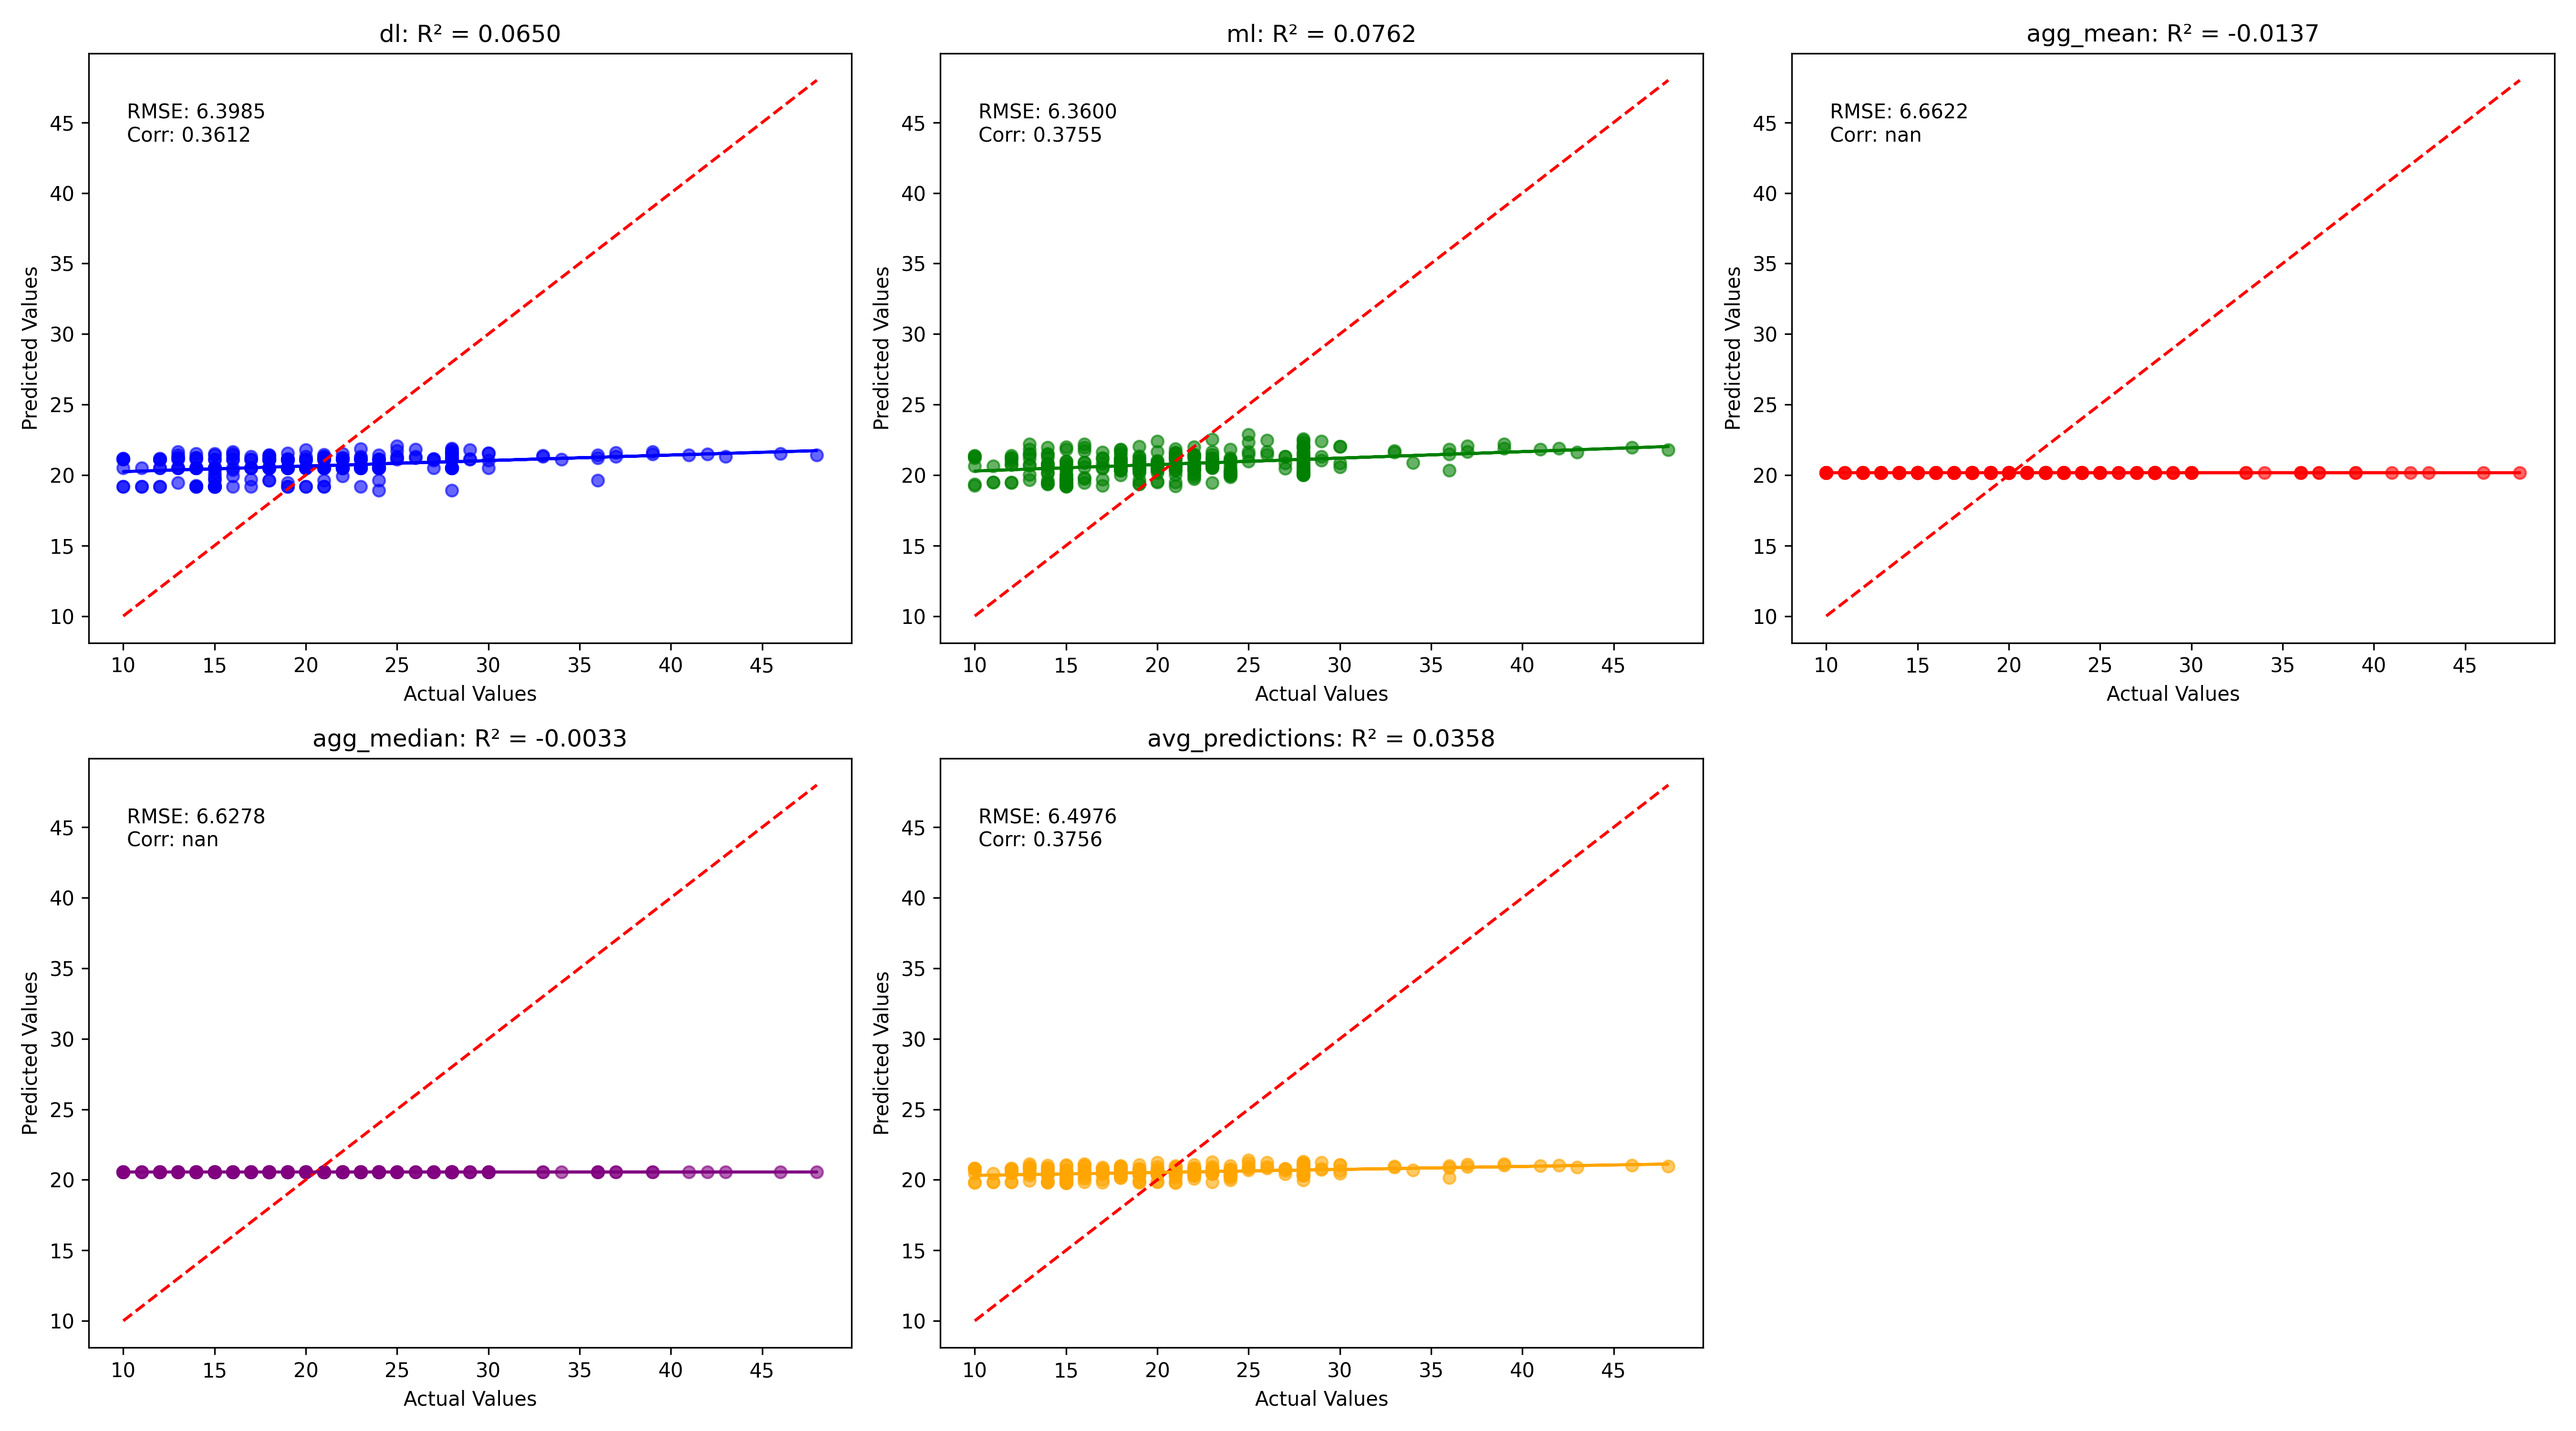 dl: R² = 0.0650
RMSE: 6.3985
Corr: 0.3612
Predicted Values
45
40
35
30
25
20
15
10
10 15 20 25 30 35 40 45
Actual Values
ml: R² = 0.0762
RMSE: 6.3600
Corr: 0.3755
Predicted Values
45
40
35
30
25
20
15
10
10 15 20 25 30 35 40 45
Actual Values
agg_mean: R² = -0.0137
RMSE: 6.6622
Corr: nan
Predicted Values
45
40
35
30
25
20
15
10
10 15 20 25 30 35 40 45
Actual Values
agg_median: R² = -0.0033
RMSE: 6.6278
Corr: nan
Predicted Values
45
40
35
30
25
20
15
10
10 15 20 25 30 35 40 45
Actual Values
avg_predictions: R² = 0.0358
RMSE: 6.4976
Corr: 0.3756
Predicted Values
45
40
35
30
25
20
15
10
10 15 20 25 30 35 40 45
Actual Values